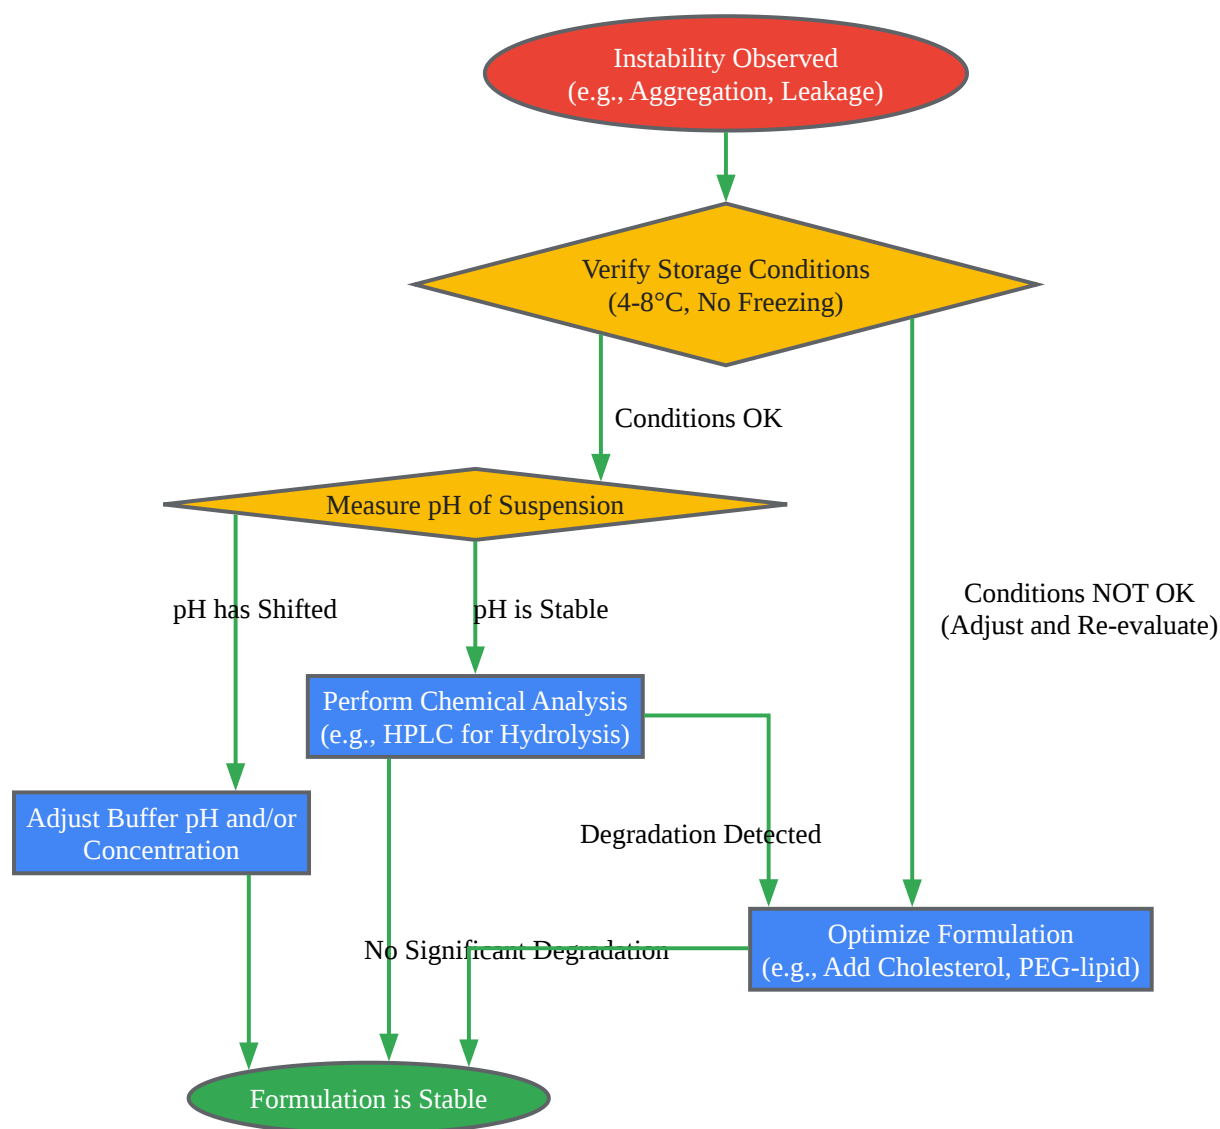 Instability Observed
(e.g., Aggregation, Leakage)
Verify Storage Conditions
(4-8°C, No Freezing)
Conditions OK
Measure pH of Suspension
Conditions NOT OK
(Adjust and Re-evaluate)
pH has Shifted
pH is Stable
Perform Chemical Analysis
(e.g., HPLC for Hydrolysis)
Adjust Buffer pH and/or
Concentration
Degradation Detected
No Significant Degradation
Optimize Formulation
(e.g., Add Cholesterol, PEG-lipid)
Formulation is Stable